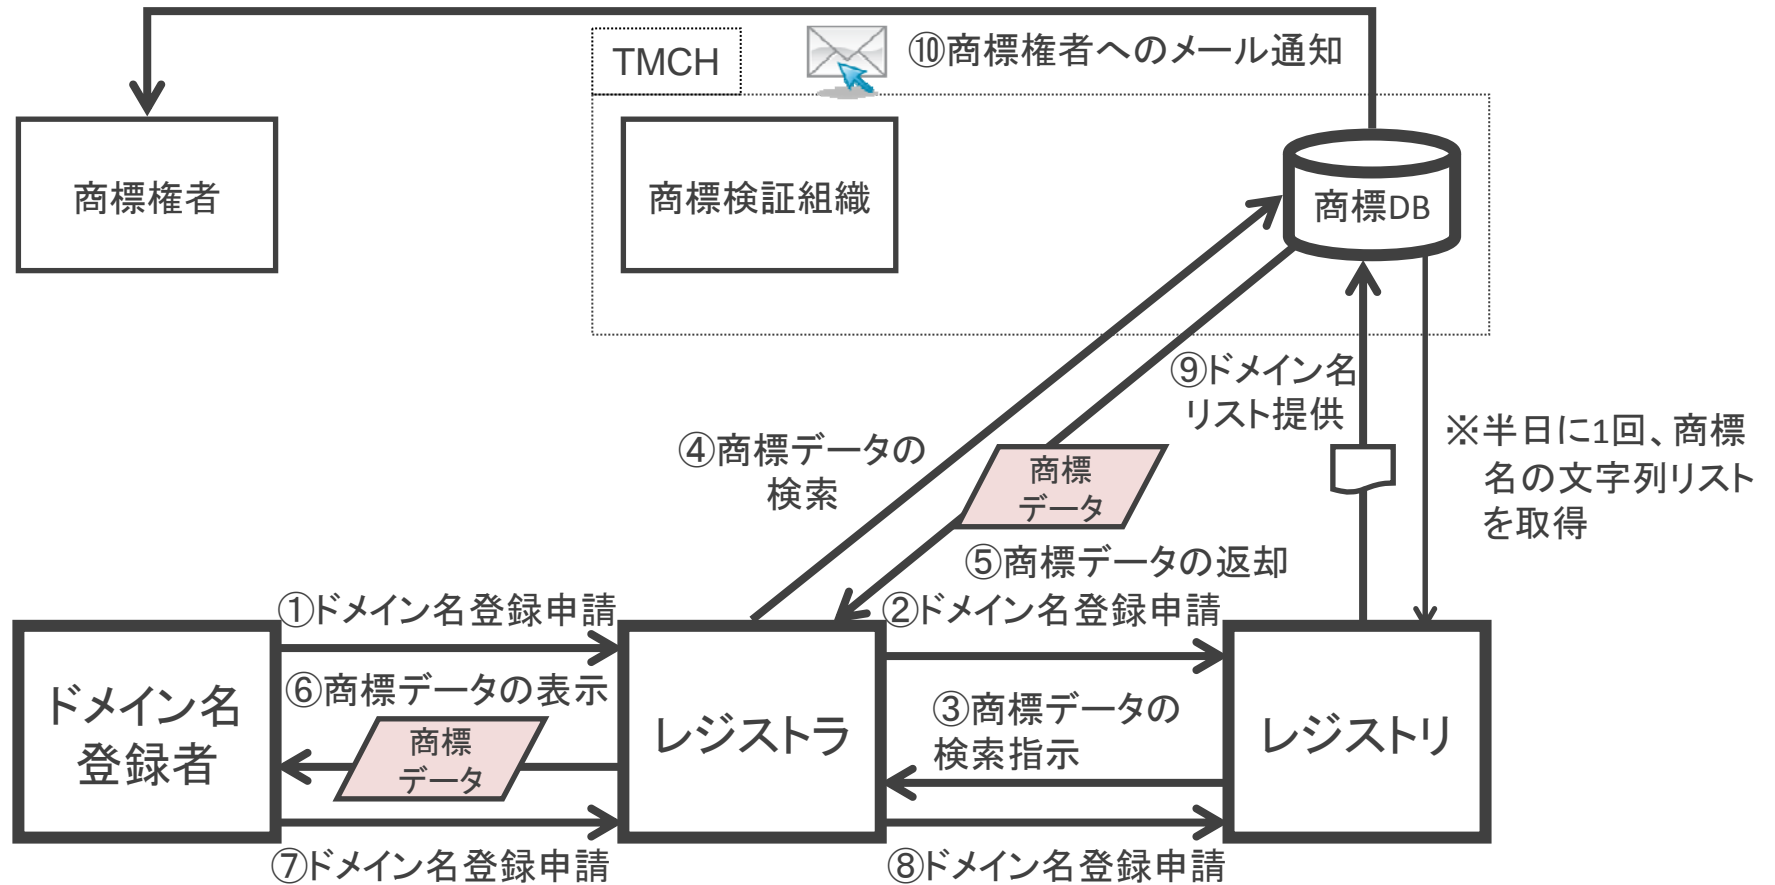 TMCH
⑩商標権者へのメール通知
商標権者
商標検証組織
商標DB
⑨ドメイン名
リスト提供
④商標データの
検索
※半日に1回、商標
名の文字列リスト
を取得
商標
データ
⑤商標データの返却
①ドメイン名登録申請
②ドメイン名登録申請
⑥商標データの表示
③商標データの
検索指示
ドメイン名
登録者
商標
データ
レジストラ
レジストリ
⑦ドメイン名登録申請
⑧ドメイン名登録申請